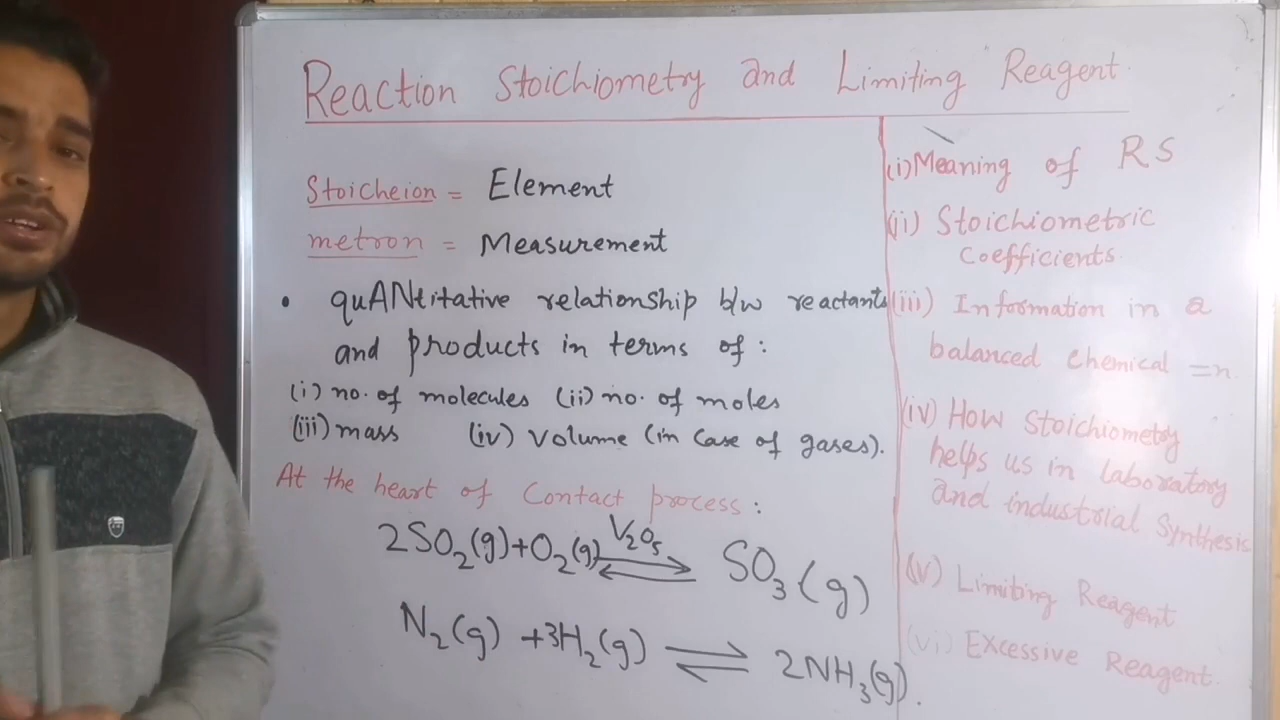 Reaction Stoichiometry and Limiting Reagent
Stoicheion = Element
metron = Measurement
• quANtitative relationship b/w reactants
and products in terms of :
(i) no. of molecules (ii) no. of moles
(iii) mass (iv) volume (in case of gases).
At the heart of Contact process :
2SO₂(g)+O₂(g) V₂O₅ ⇌ SO₃(g)
N₂(g) +3H₂(g) ⇌ 2NH₃(g).
(i) Meaning of RS
(ii) Stoichiometric
Coefficients.
(iii) Information in a
balanced chemical =n.
(iv) How Stoichiometry
helps us in laboratory
and industrial Synthesis
(v) Limiting Reagent
(vi) Excessive Reagent.